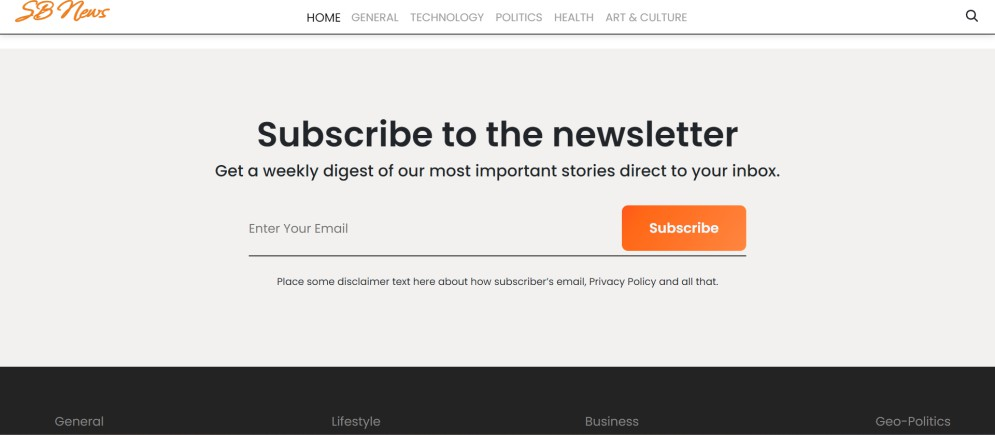 SB News HOME GENERAL TECHNOLOGY POLITICS HEALTH ART & CULTURE
Subscribe to the newsletter
Get a weekly digest of our most important stories direct to your inbox.
Enter Your Email Subscribe
Place some disclaimer text here about how subscriber's email, Privacy Policy and all that.
General Lifestyle Business Geo-Politics